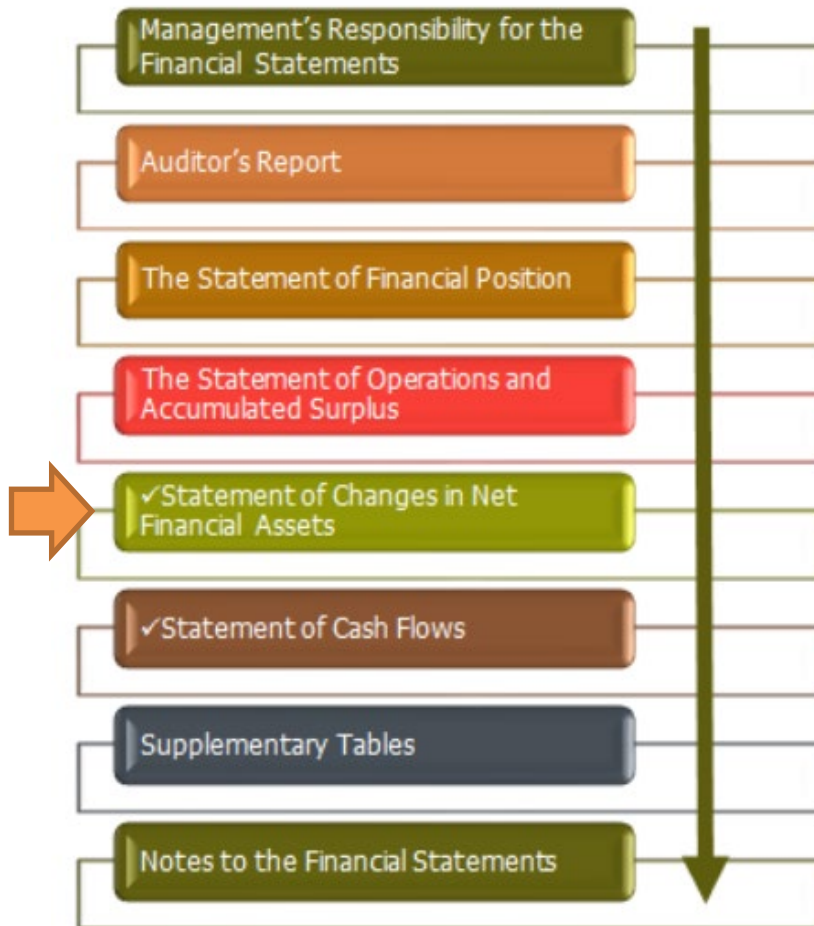 Management's Responsibility for the
Financial Statements
Auditor's Report
The Statement of Financial Position
The Statement of Operations and
Accumulated Surplus
✓Statement of Changes in Net
Financial Assets
✓Statement of Cash Flows
Supplementary Tables
Notes to the Financial Statements